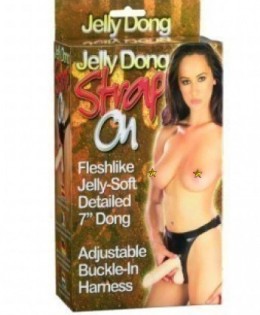 Jelly Dong
Jelly Dong
Strap
On
Fleshlike
Jelly-Soft
Detailed
7" Dong
Adjustable
Buckle-In
Harness